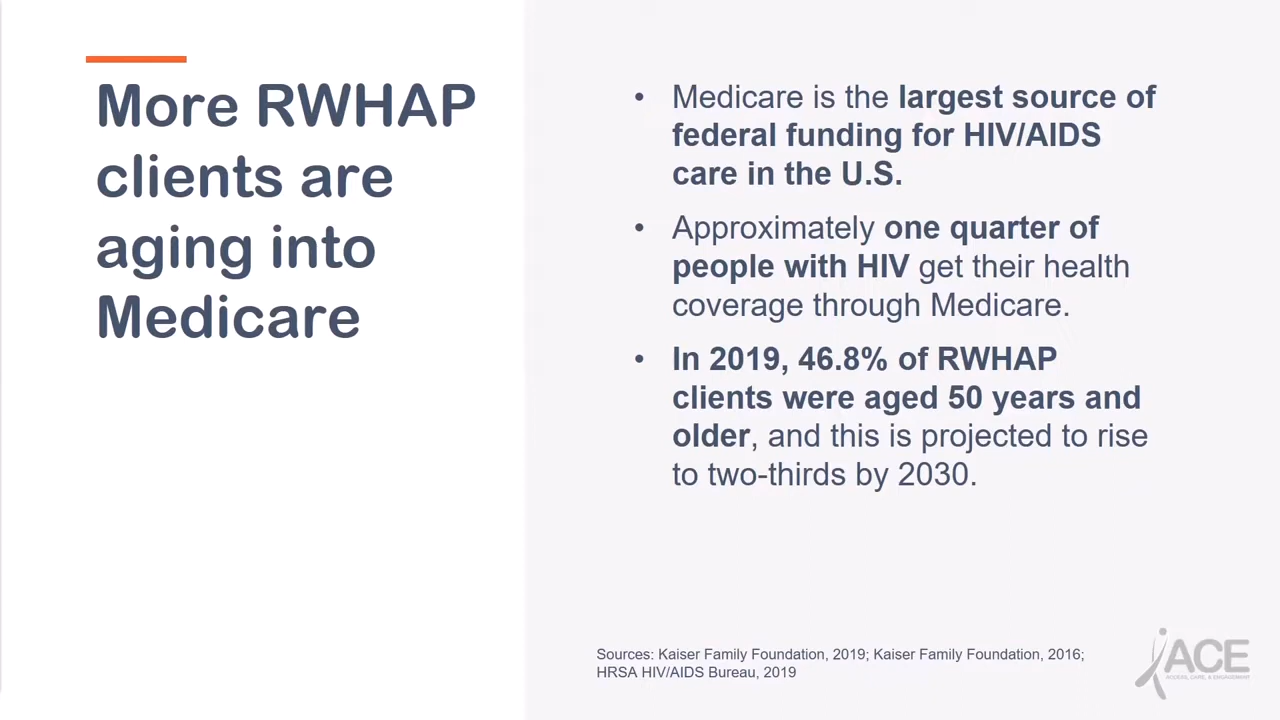 More RWHAP
clients are
aging into
Medicare
• Medicare is the largest source of
federal funding for HIV/AIDS
care in the U.S.
• Approximately one quarter of
people with HIV get their health
coverage through Medicare.
• In 2019, 46.8% of RWHAP
clients were aged 50 years and
older, and this is projected to rise
to two-thirds by 2030.
Sources: Kaiser Family Foundation, 2019; Kaiser Family Foundation, 2016;
HRSA HIV/AIDS Bureau, 2019
ACE
ACCESS, CARE, & ENGAGEMENT